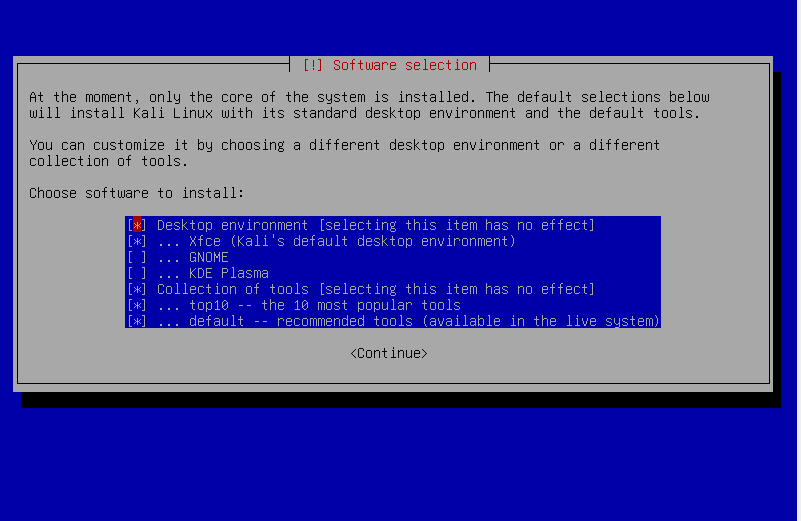 [!] Software selection
At the moment, only the core of the system is installed. The default selections below
will install Kali Linux with its standard desktop environment and the default tools.
You can customize it by choosing a different desktop environment or a different
collection of tools.
Choose software to install:
[*] Desktop environment [selecting this item has no effect]
[*] ... Xfce (Kali's default desktop environment)
[ ] ... GNOME
[ ] ... KDE Plasma
[*] Collection of tools [selecting this item has no effect]
[*] ... top10 -- the 10 most popular tools
[*] ... default -- recommended tools (available in the live system)
<Continue>